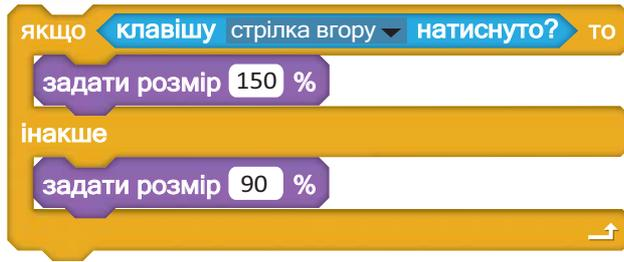 якщо клавішу стрілка вгору натиснуто? то
задати розмір 150 %
інакше
задати розмір 90 %